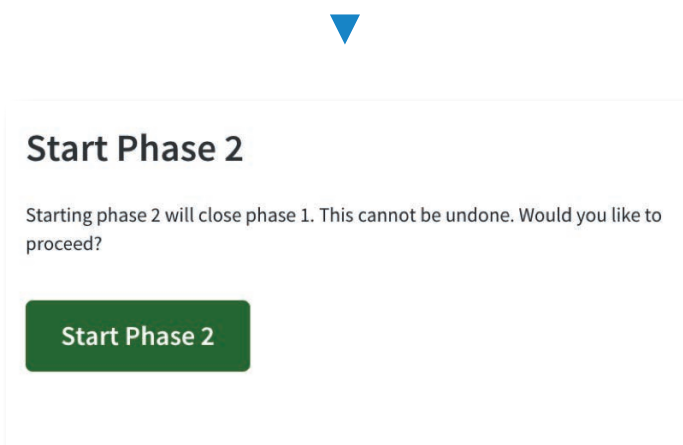 Start Phase 2
Starting phase 2 will close phase 1. This cannot be undone. Would you like to
proceed?
Start Phase 2